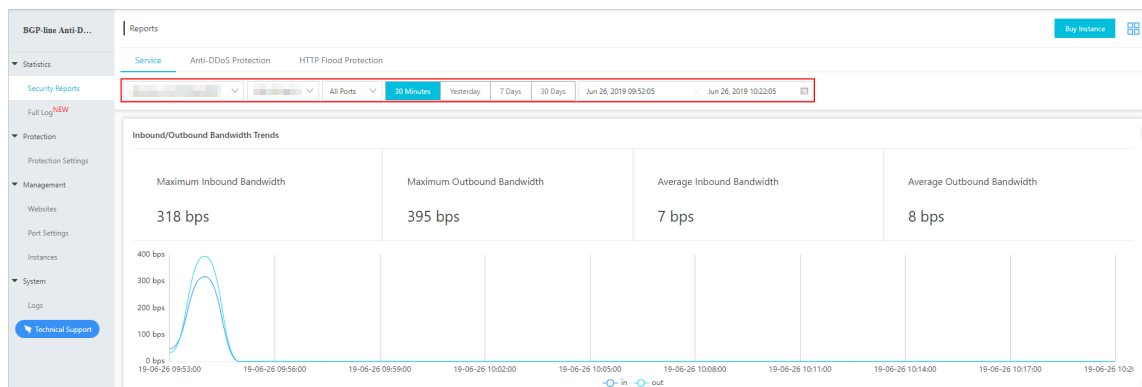 BGP-line Anti-D...
Reports
Buy Instance
Statistics
Service Anti-DDoS Protection HTTP Flood Protection
Security Reports
All Ports 30 Minutes Yesterday 7 Days 30 Days Jun 26, 2019 09:52:05 - Jun 26, 2019 10:22:05
Full Log NEW
Protection
Protection Settings
Management
Websites
Port Settings
Instances
System
Logs
Technical Support
Inbound/Outbound Bandwidth Trends
Maximum Inbound Bandwidth Maximum Outbound Bandwidth Average Inbound Bandwidth Average Outbound Bandwidth
318 bps 395 bps 7 bps 8 bps
400 bps
300 bps
200 bps
100 bps
0 bps
19-06-26 09:53:00 19-06-26 09:56:00 19-06-26 09:59:00 19-06-26 10:02:00 19-06-26 10:05:00 19-06-26 10:08:00 19-06-26 10:11:00 19-06-26 10:14:00 19-06-26 10:17:00 19-06-26 10:20
in out